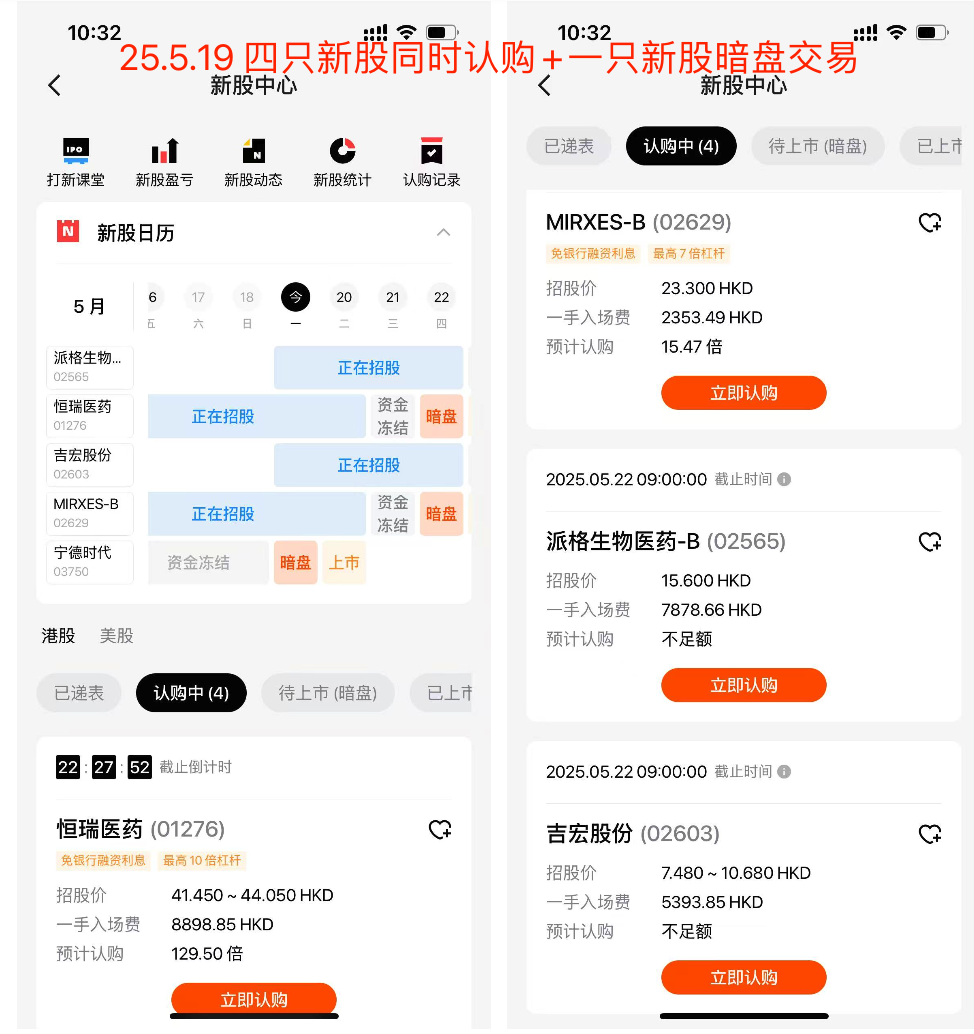 25.5.19 四只新股同时认购+一只新股暗盘交易
10:32
新股中心
打新课堂 新股盈亏 新股动态 新股统计 认购记录
IPO
N
N 新股日历
5 月
6 17 18 今 20 21 22
五 六 日 一 二 三 四
派格生物...
02565
正在招股
恒瑞医药
01276
正在招股 资金冻结 暗盘
吉宏股份
02603
正在招股
MIRXES-B
02629
正在招股 资金冻结 暗盘
宁德时代
03750
资金冻结 暗盘 上市
港股 美股
已递表 认购中 (4) 待上市 (暗盘) 已上市
22 : 27 : 52 截止倒计时
恒瑞医药 (01276)
免银行融资利息 最高 10 倍杠杆
招股价 41.450 ~ 44.050 HKD
一手入场费 8898.85 HKD
预计认购 129.50 倍
立即认购
10:32
新股中心
已递表 认购中 (4) 待上市 (暗盘) 已上市
MIRXES-B (02629)
免银行融资利息 最高 7 倍杠杆
招股价 23.300 HKD
一手入场费 2353.49 HKD
预计认购 15.47 倍
立即认购
2025.05.22 09:00:00 截止时间
派格生物医药-B (02565)
招股价 15.600 HKD
一手入场费 7878.66 HKD
预计认购 不足额
立即认购
2025.05.22 09:00:00 截止时间
吉宏股份 (02603)
招股价 7.480 ~ 10.680 HKD
一手入场费 5393.85 HKD
预计认购 不足额
立即认购